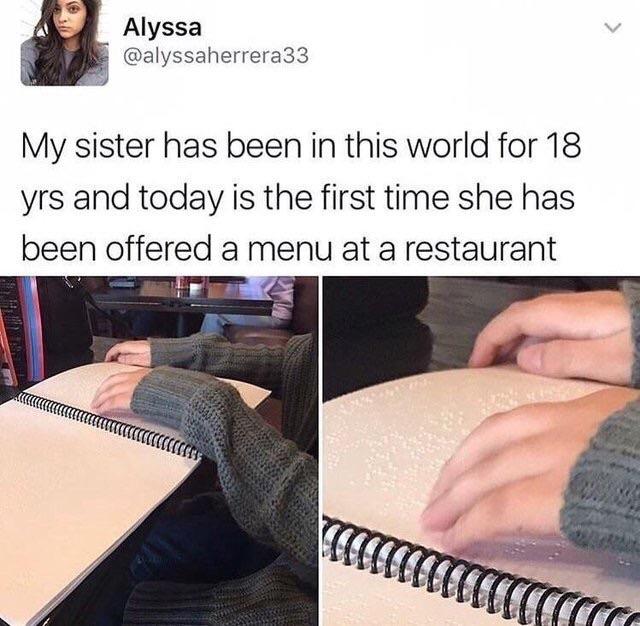 Alyssa
@alyssaherrera33
My sister has been in this world for 18
yrs and today is the first time she has
been offered a menu at a restaurant